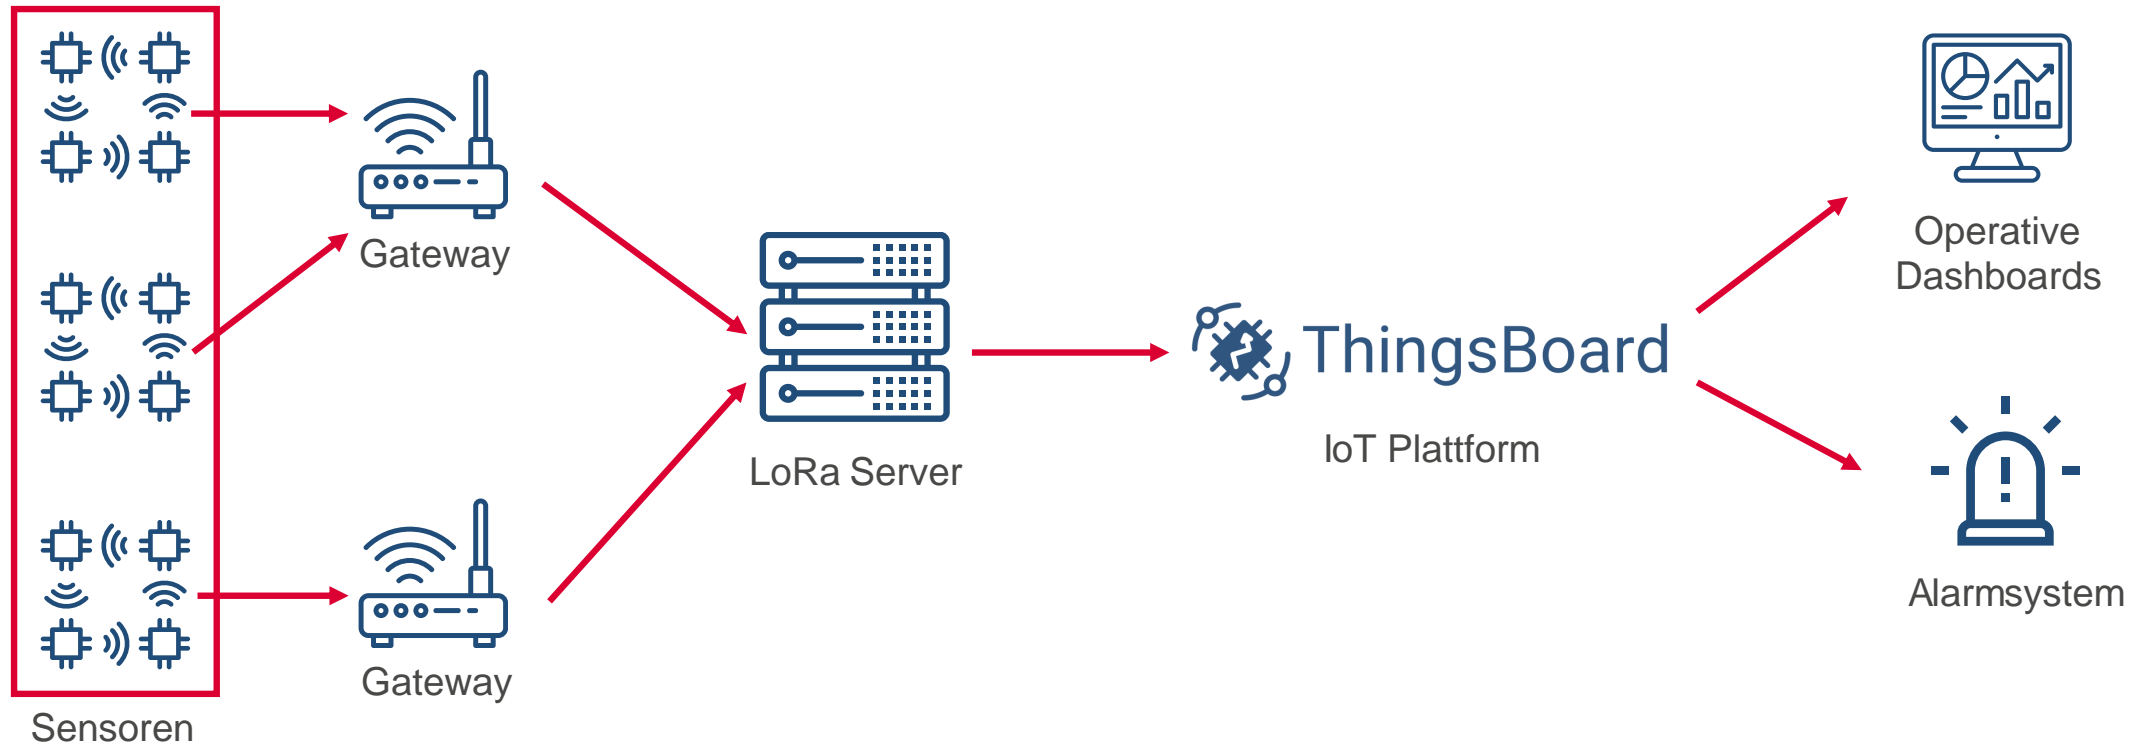 Sensoren
Gateway
Gateway
LoRa Server
ThingsBoard
IoT Plattform
Operative
Dashboards
Alarmsystem